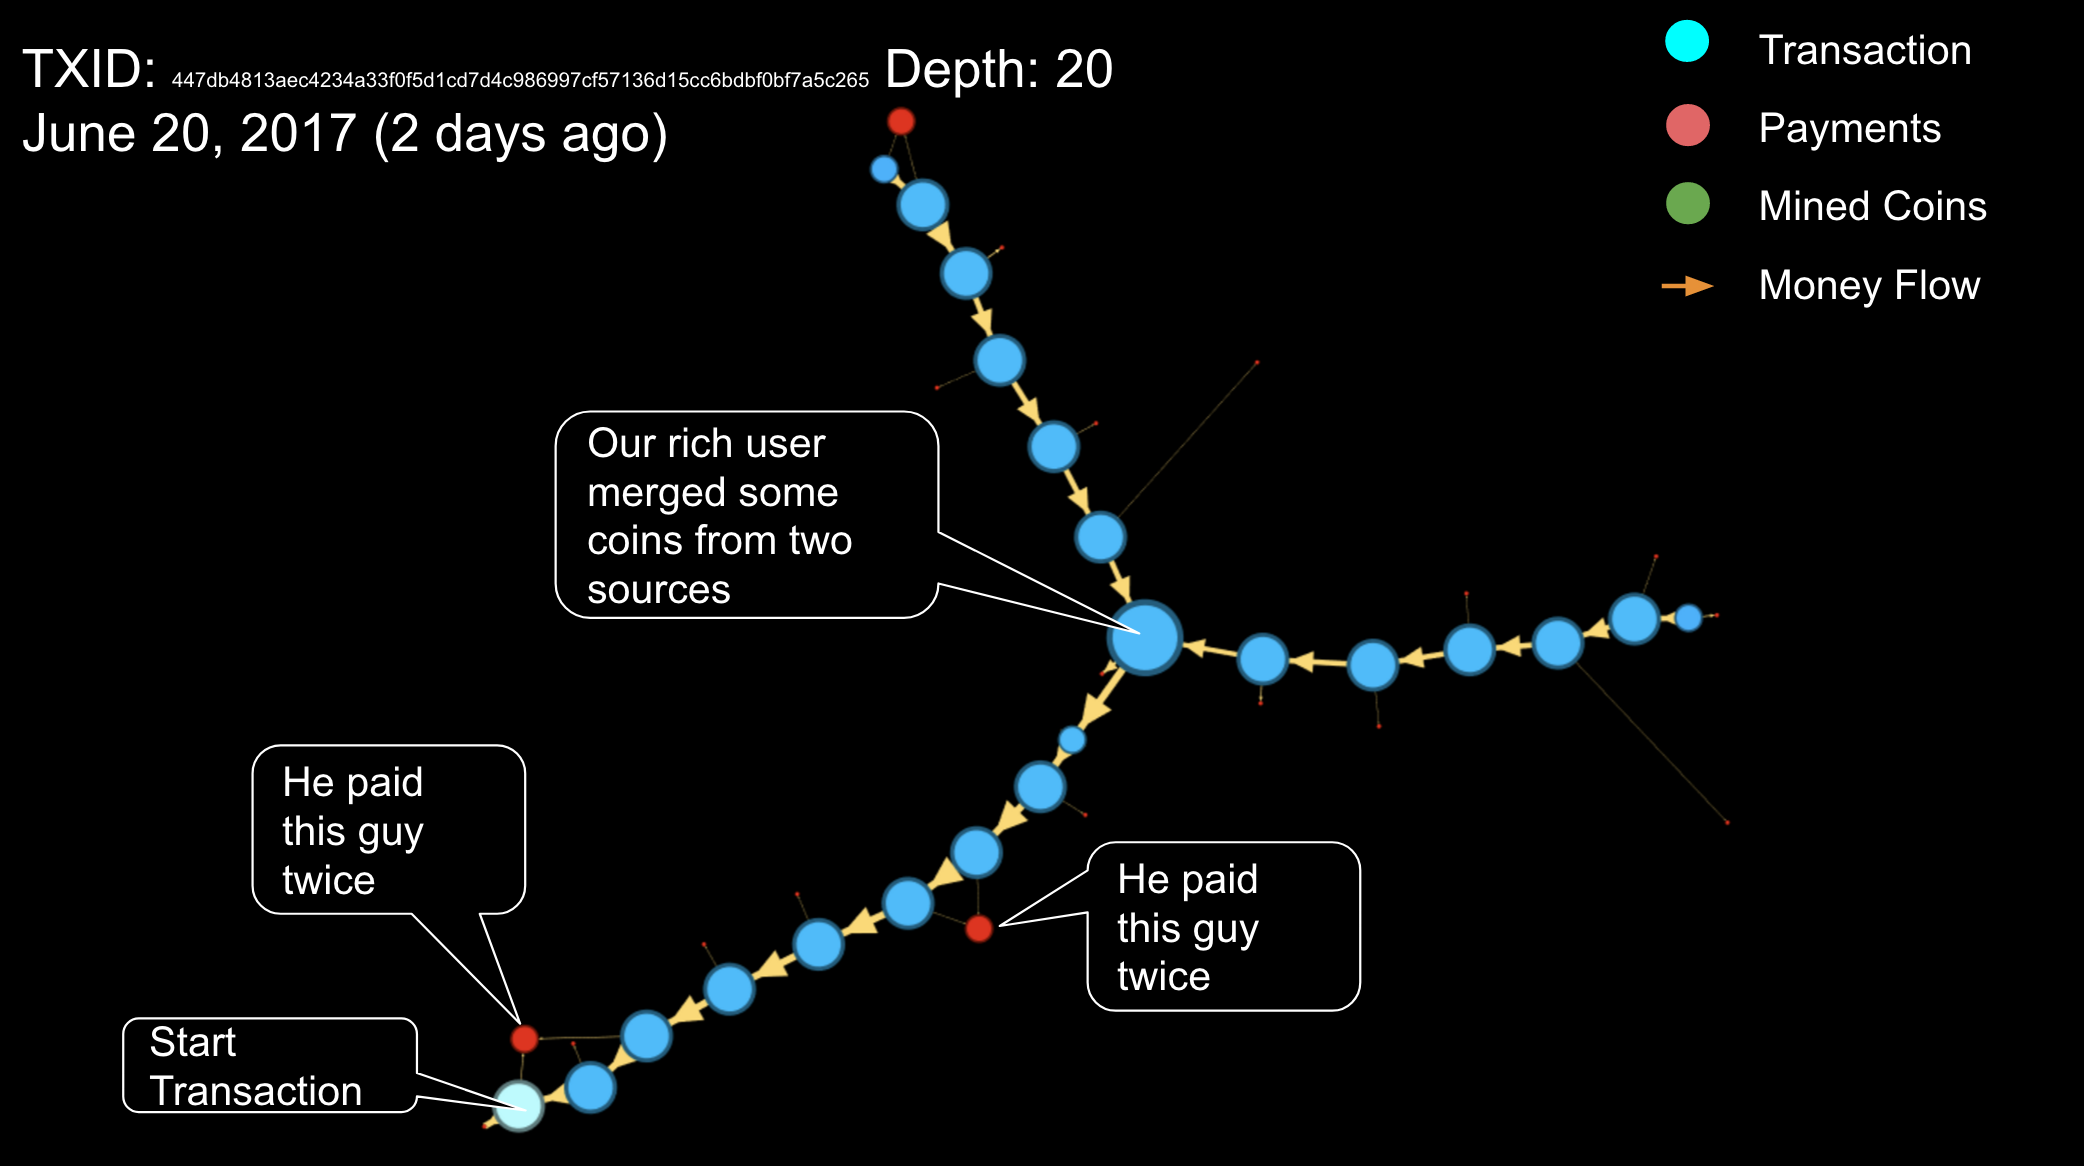 TXID: 447db4813aec4234a33f0f5d1cd7d4c986997cf57136d15cc6bdbf0bf7a5c265 Depth: 20
June 20, 2017 (2 days ago)
Transaction
Payments
Mined Coins
Money Flow
Our rich user
merged some
coins from two
sources
He paid
this guy
twice
He paid
this guy
twice
Start
Transaction